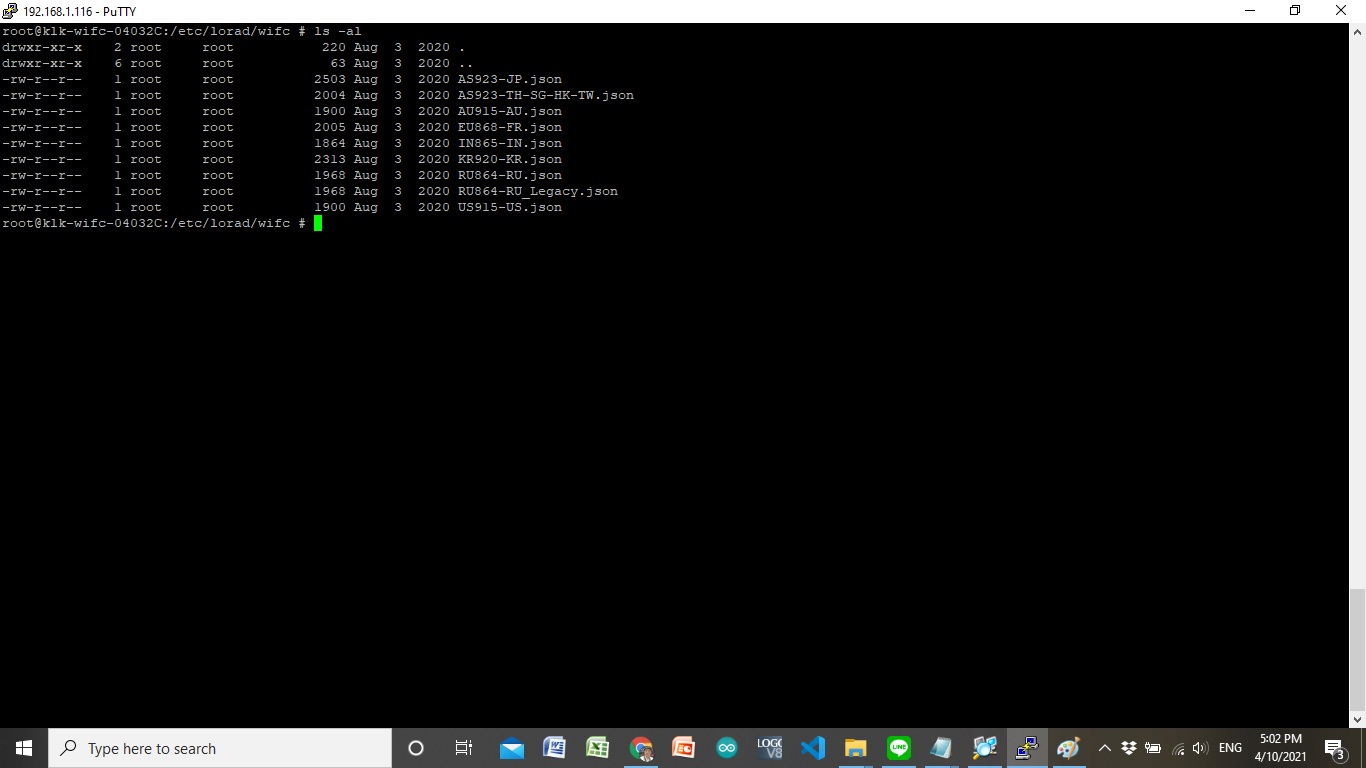 192.168.1.116 - PuTTY
root@klk-wifc-04032C:/etc/lorad/wifc # ls -al
drwxr-xr-x    2 root     root           220 Aug  3  2020 .
drwxr-xr-x    6 root     root            63 Aug  3  2020 ..
-rw-r--r--    1 root     root          2503 Aug  3  2020 AS923-JP.json
-rw-r--r--    1 root     root          2004 Aug  3  2020 AS923-TH-SG-HK-TW.json
-rw-r--r--    1 root     root          1900 Aug  3  2020 AU915-AU.json
-rw-r--r--    1 root     root          2005 Aug  3  2020 EU868-FR.json
-rw-r--r--    1 root     root          1864 Aug  3  2020 IN865-IN.json
-rw-r--r--    1 root     root          2313 Aug  3  2020 KR920-KR.json
-rw-r--r--    1 root     root          1968 Aug  3  2020 RU864-RU.json
-rw-r--r--    1 root     root          1968 Aug  3  2020 RU864-RU_Legacy.json
-rw-r--r--    1 root     root          1900 Aug  3  2020 US915-US.json
root@klk-wifc-04032C:/etc/lorad/wifc #
Type here to search
LOGO V8
LINE
ENG
5:02 PM
4/10/2021
3